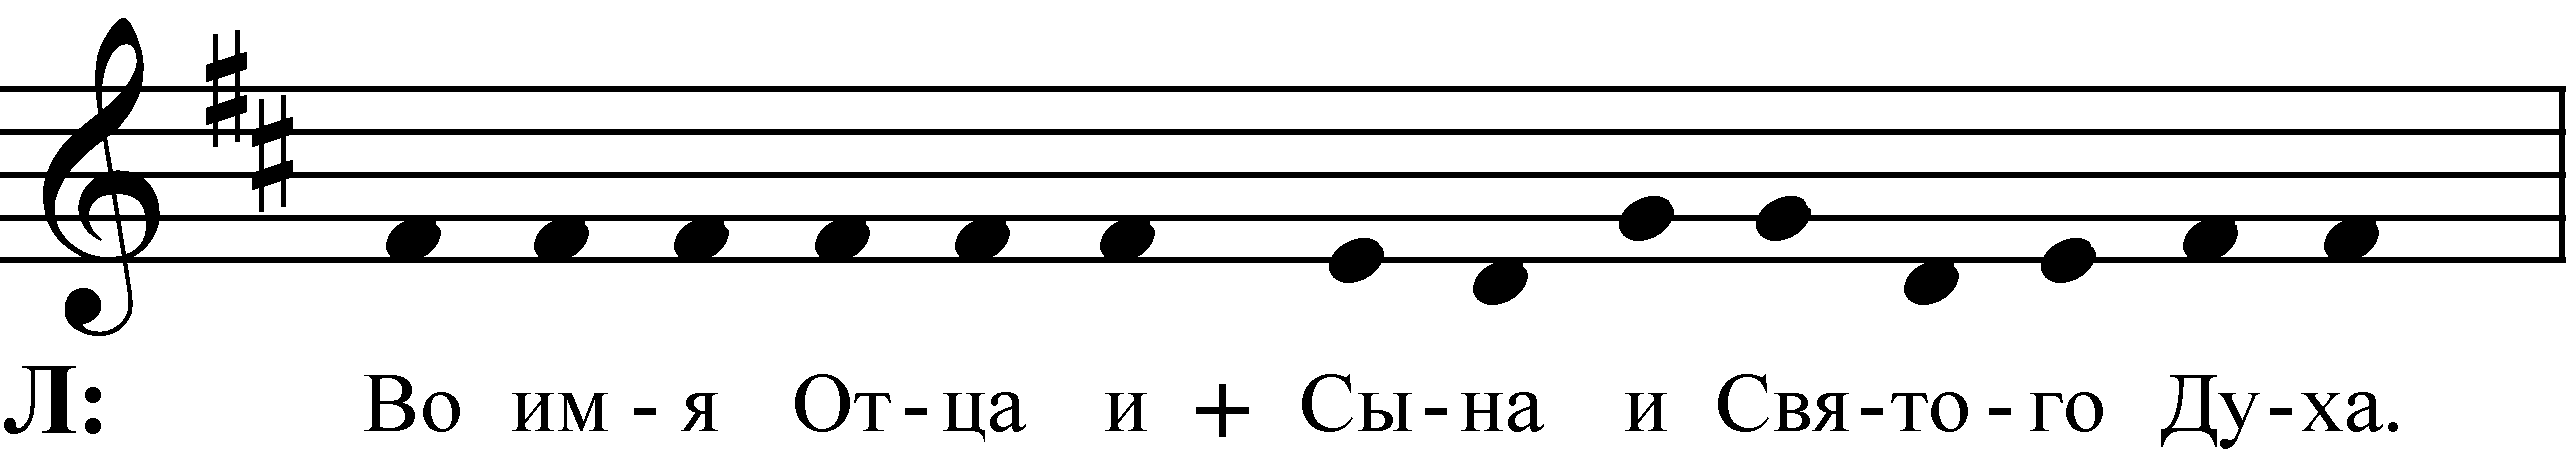 Л: Во им - я От - ца и + Сы - на и Свя - то - го Ду - ха.